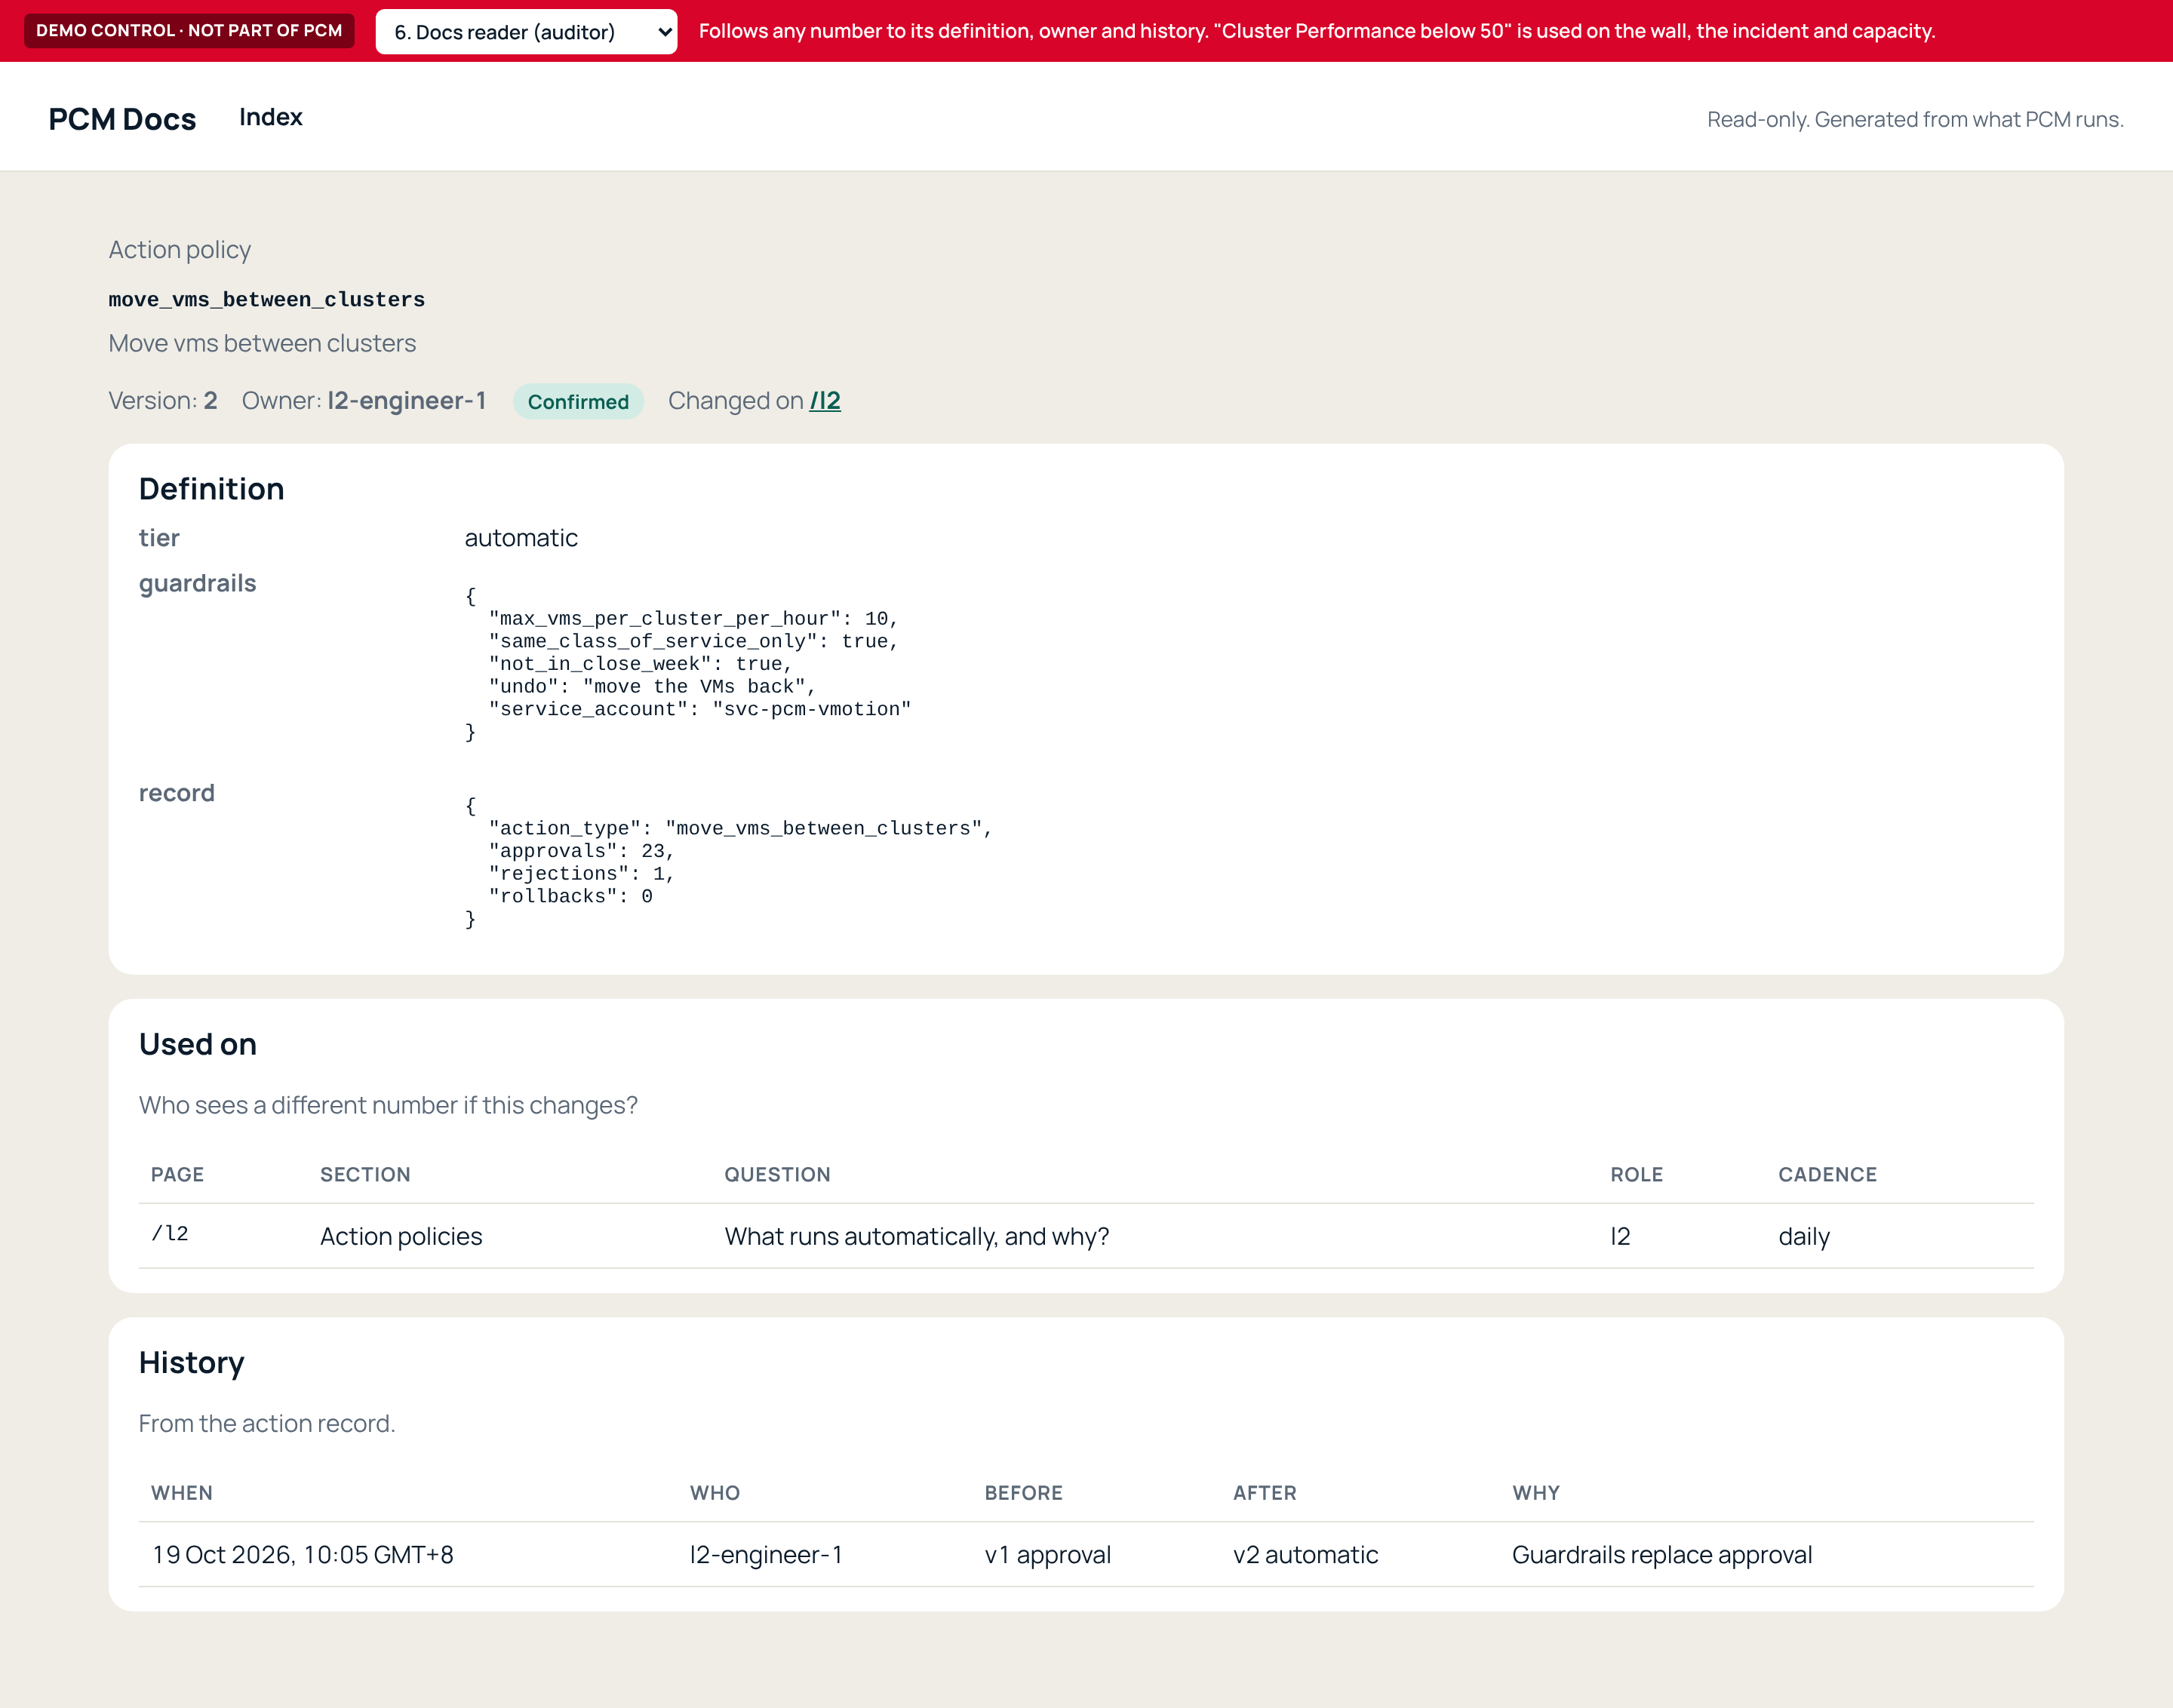 DEMO CONTROL · NOT PART OF PCM
6. Docs reader (auditor)
Follows any number to its definition, owner and history. "Cluster Performance below 50" is used on the wall, the incident and capacity.
PCM Docs
Index
Read-only. Generated from what PCM runs.
Action policy
move_vms_between_clusters
Move vms between clusters
Version: 2 Owner: l2-engineer-1 Confirmed Changed on /l2
Definition
tier automatic
guardrails
{
"max_vms_per_cluster_per_hour": 10,
"same_class_of_service_only": true,
"not_in_close_week": true,
"undo": "move the VMs back",
"service_account": "svc-pcm-vmotion"
}
record
{
"action_type": "move_vms_between_clusters",
"approvals": 23,
"rejections": 1,
"rollbacks": 0
}
Used on
Who sees a different number if this changes?
PAGE SECTION QUESTION ROLE CADENCE
/l2 Action policies What runs automatically, and why? l2 daily
History
From the action record.
WHEN WHO BEFORE AFTER WHY
19 Oct 2026, 10:05 GMT+8 l2-engineer-1 v1 approval v2 automatic Guardrails replace approval